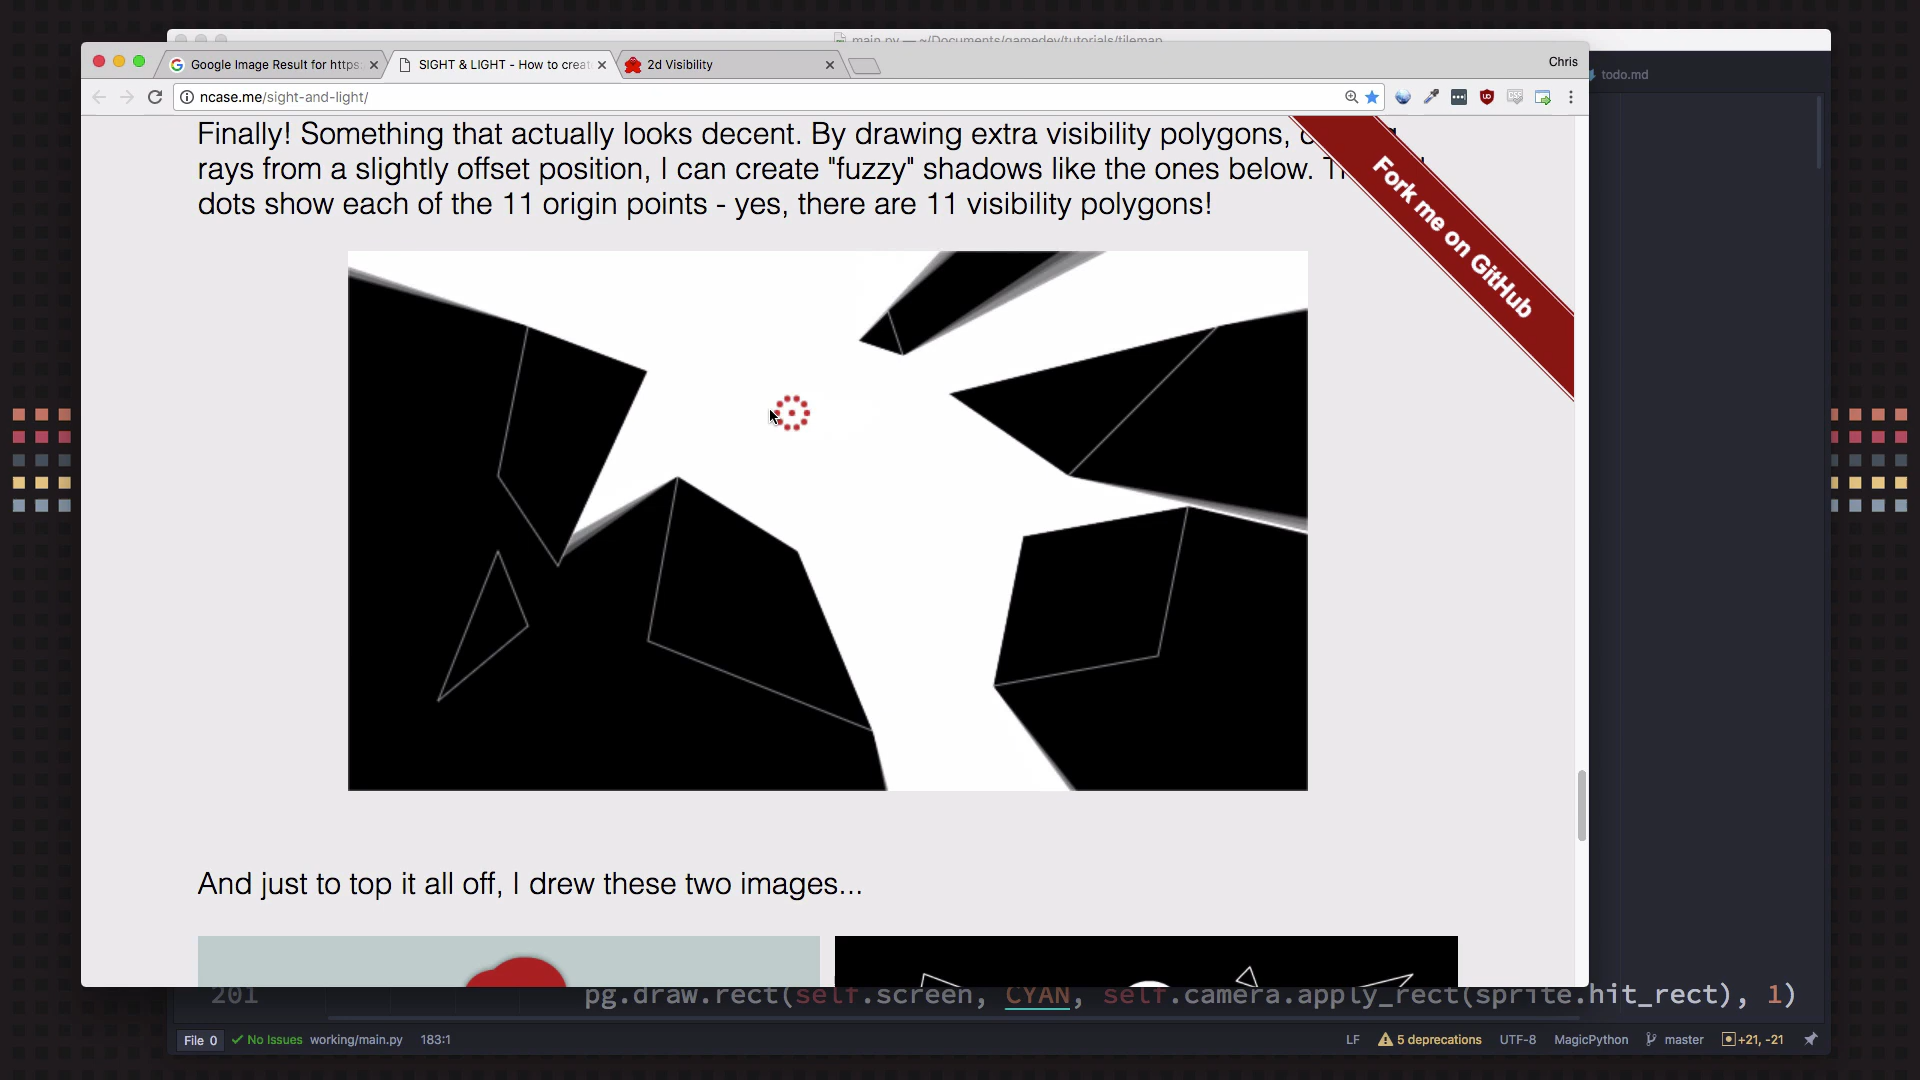 main.py — ~/Documents/gamedev/tutorials/tilemap
Google Image Result for https:
SIGHT & LIGHT - How to creat
2d Visibility
Chris
todo.md
ncase.me/sight-and-light/
Finally! Something that actually looks decent. By drawing extra visibility polygons,
rays from a slightly offset position, I can create "fuzzy" shadows like the ones below.
dots show each of the 11 origin points - yes, there are 11 visibility polygons!
Fork me on GitHub
And just to top it all off, I drew these two images...
201 pg.draw.rect(self.screen, CYAN, self.camera.apply_rect(sprite.hit_rect), 1)
File 0 No Issues working/main.py 183:1 LF 5 deprecations UTF-8 MagicPython master +21, -21